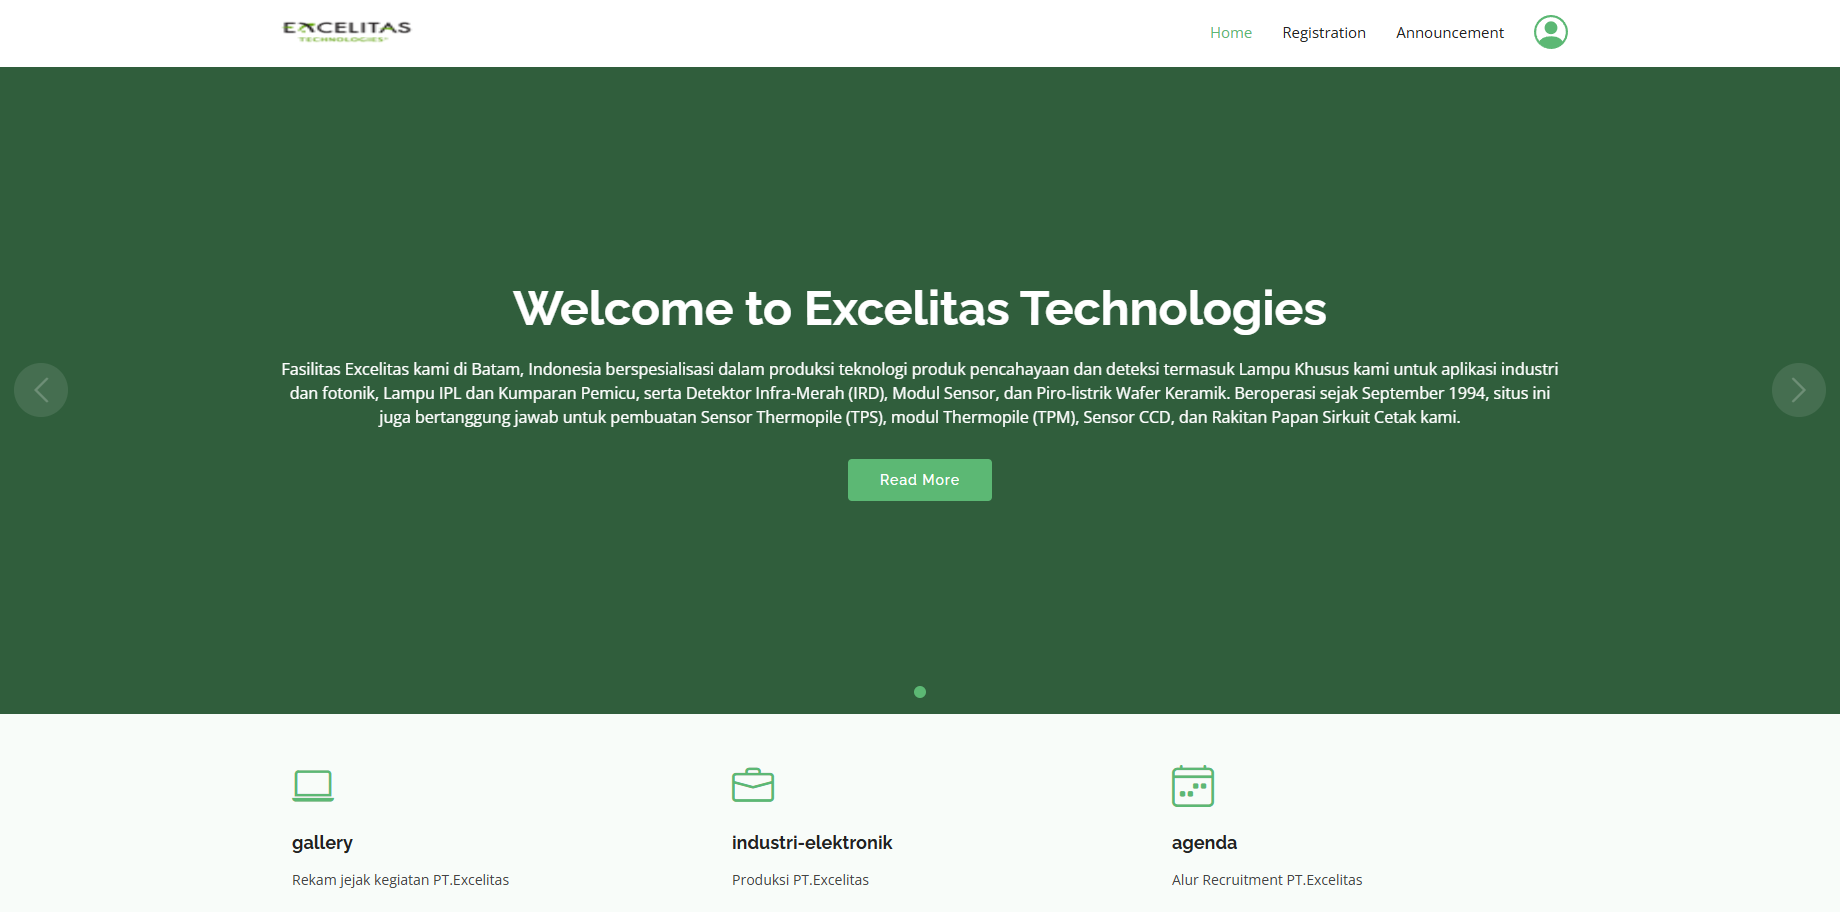 EXCELITAS
TECHNOLOGIES
Home Registration Announcement
Welcome to Excelitas Technologies
Fasilitas Excelitas kami di Batam, Indonesia berspesialisasi dalam produksi teknologi produk pencahayaan dan deteksi termasuk Lampu Khusus kami untuk aplikasi industri
dan fotonik, Lampu IPL dan Kumparan Pemicu, serta Detektor Infra-Merah (IRD), Modul Sensor, dan Piro-listrik Wafer Keramik. Beroperasi sejak September 1994, situs ini
juga bertanggung jawab untuk pembuatan Sensor Thermopile (TPS), modul Thermopile (TPM), Sensor CCD, dan Rakitan Papan Sirkuit Cetak kami.
Read More
gallery
Rekam jejak kegiatan PT.Excelitas
industri-elektronik
Produksi PT.Excelitas
agenda
Alur Recruitment PT.Excelitas